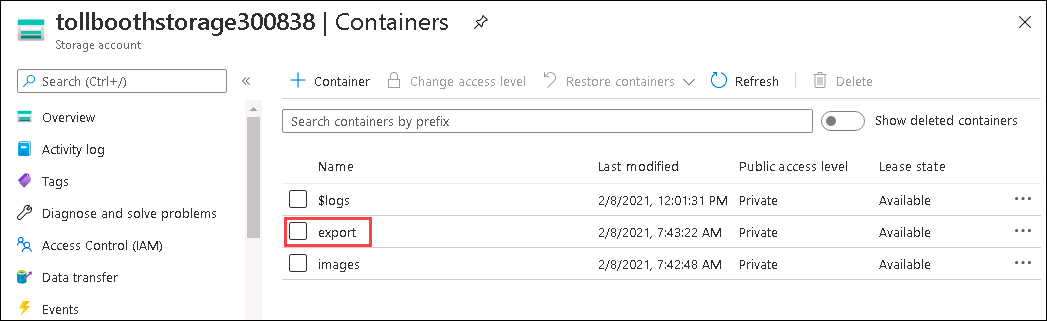 tollboothstorage300838 | Containers
Storage account
Search (Ctrl+/)
«
Overview
Activity log
Tags
Diagnose and solve problems
Access Control (IAM)
Data transfer
Events
Container Change access level Restore containers Refresh Delete
Search containers by prefix Show deleted containers
Name Last modified Public access level Lease state
$logs 2/8/2021, 12:01:31 PM Private Available ...
export 2/8/2021, 7:43:22 AM Private Available ...
images 2/8/2021, 7:42:48 AM Private Available ...